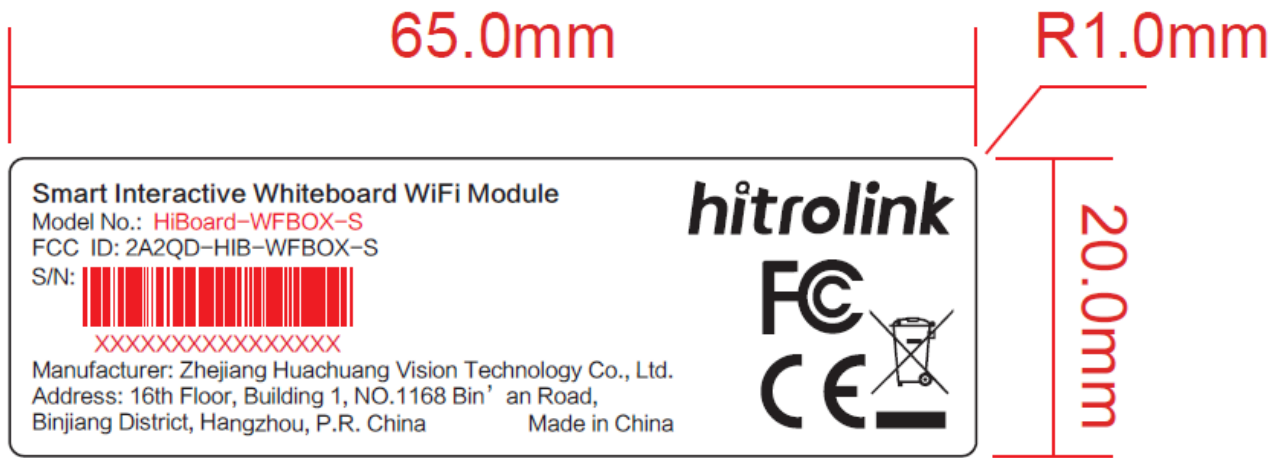 65.0mm
R1.0mm
Smart Interactive Whiteboard WiFi Module
Model No.: HiBoard-WFBOX-S
FCC ID: 2A2QD-HIB-WFBOX-S
S/N:
XXXXXXXXXXXXXXXX
Manufacturer: Zhejiang Huachuang Vision Technology Co., Ltd.
Address: 16th Floor, Building 1, NO.1168 Bin’ an Road,
Binjiang District, Hangzhou, P.R. China Made in China
hitrolink
FC
CE
20.0mm